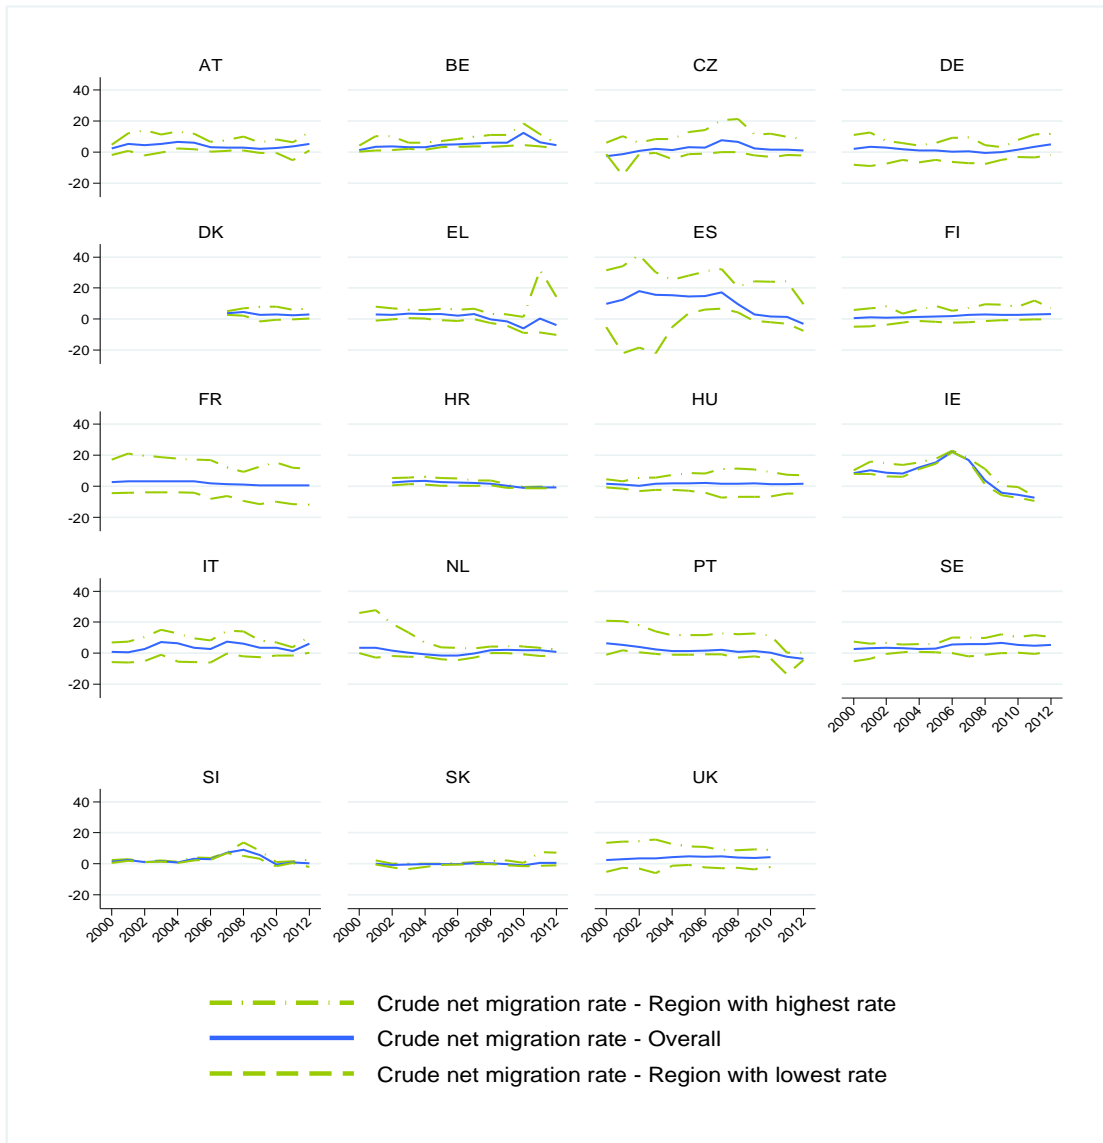 AT BE CZ DE
40
20
0
-20
DK EL ES FI
40
20
0
-20
FR HR HU IE
40
20
0
-20
IT NL PT SE
40
20
0
-20
2000 2002 2004 2006 2008 2010 2012
SI SK UK
40
20
0
-20
2000 2002 2004 2006 2008 2010 2012 2000 2002 2004 2006 2008 2010 2012 2000 2002 2004 2006 2008 2010 2012
Crude net migration rate - Region with highest rate
Crude net migration rate - Overall
Crude net migration rate - Region with lowest rate